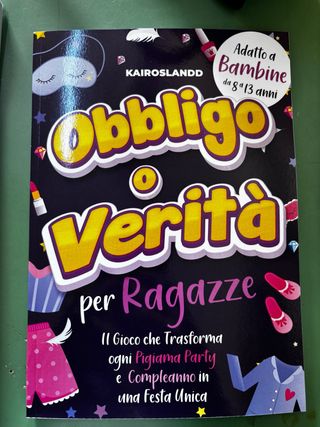 KAIROSLANDD
Adatto a
Bambine
da 8 a 13 anni
Obbligo
o
Verità
per Ragazze
Il Gioco che Trasforma
ogni Pigiama Party
e Compleanno in
una Festa Unica